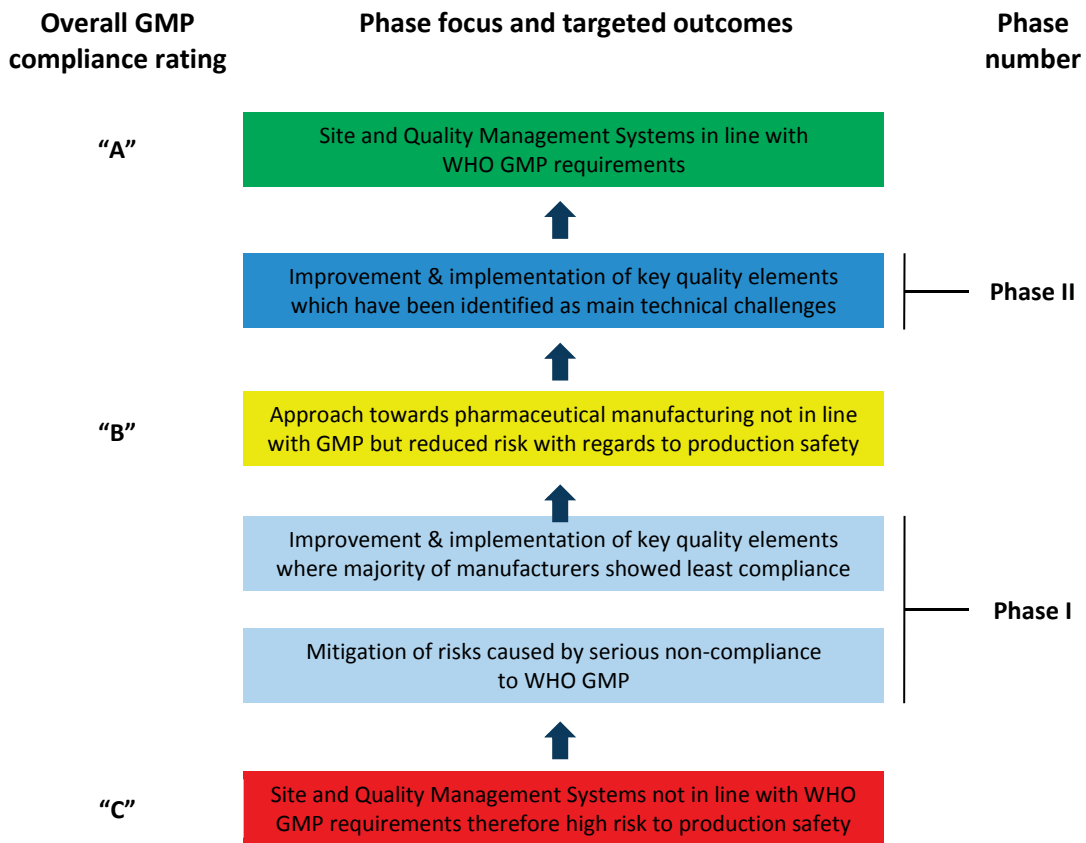 Overall GMP
compliance rating
Phase focus and targeted outcomes
Phase
number
“A”
Site and Quality Management Systems in line with
WHO GMP requirements
Improvement & implementation of key quality elements
which have been identified as main technical challenges
Phase II
“B”
Approach towards pharmaceutical manufacturing not in line
with GMP but reduced risk with regards to production safety
Improvement & implementation of key quality elements
where majority of manufacturers showed least compliance
Phase I
Mitigation of risks caused by serious non-compliance
to WHO GMP
“C”
Site and Quality Management Systems not in line with WHO
GMP requirements therefore high risk to production safety